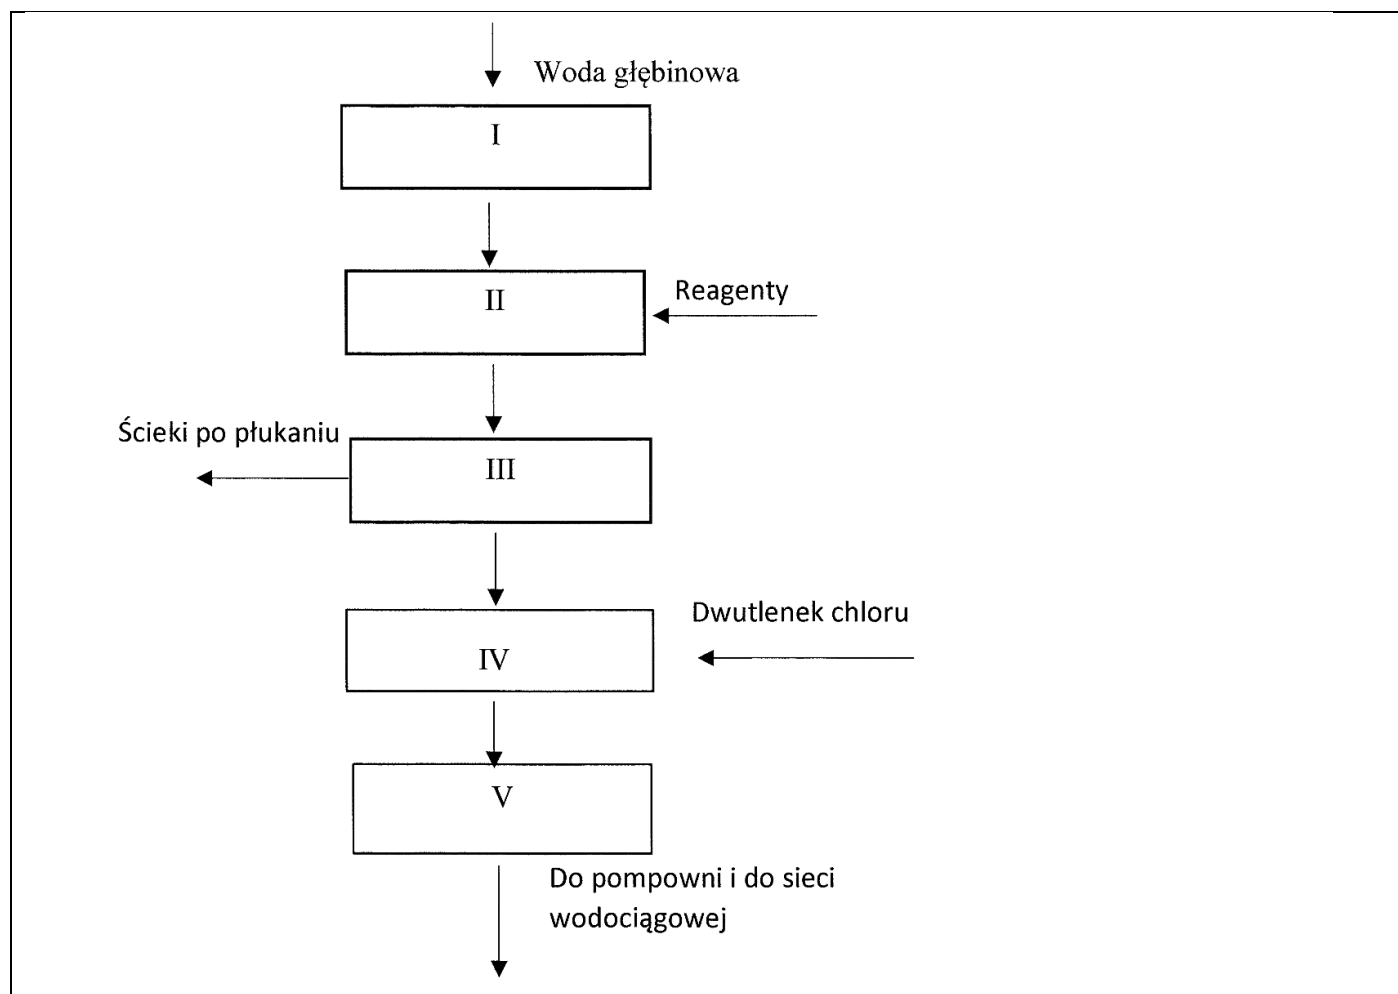 Woda głębinowa
I
II
Reagenty
Ścieki po płukaniu
III
Dwutlenek chloru
IV
V
Do pompowni i do sieci
wodociągowej